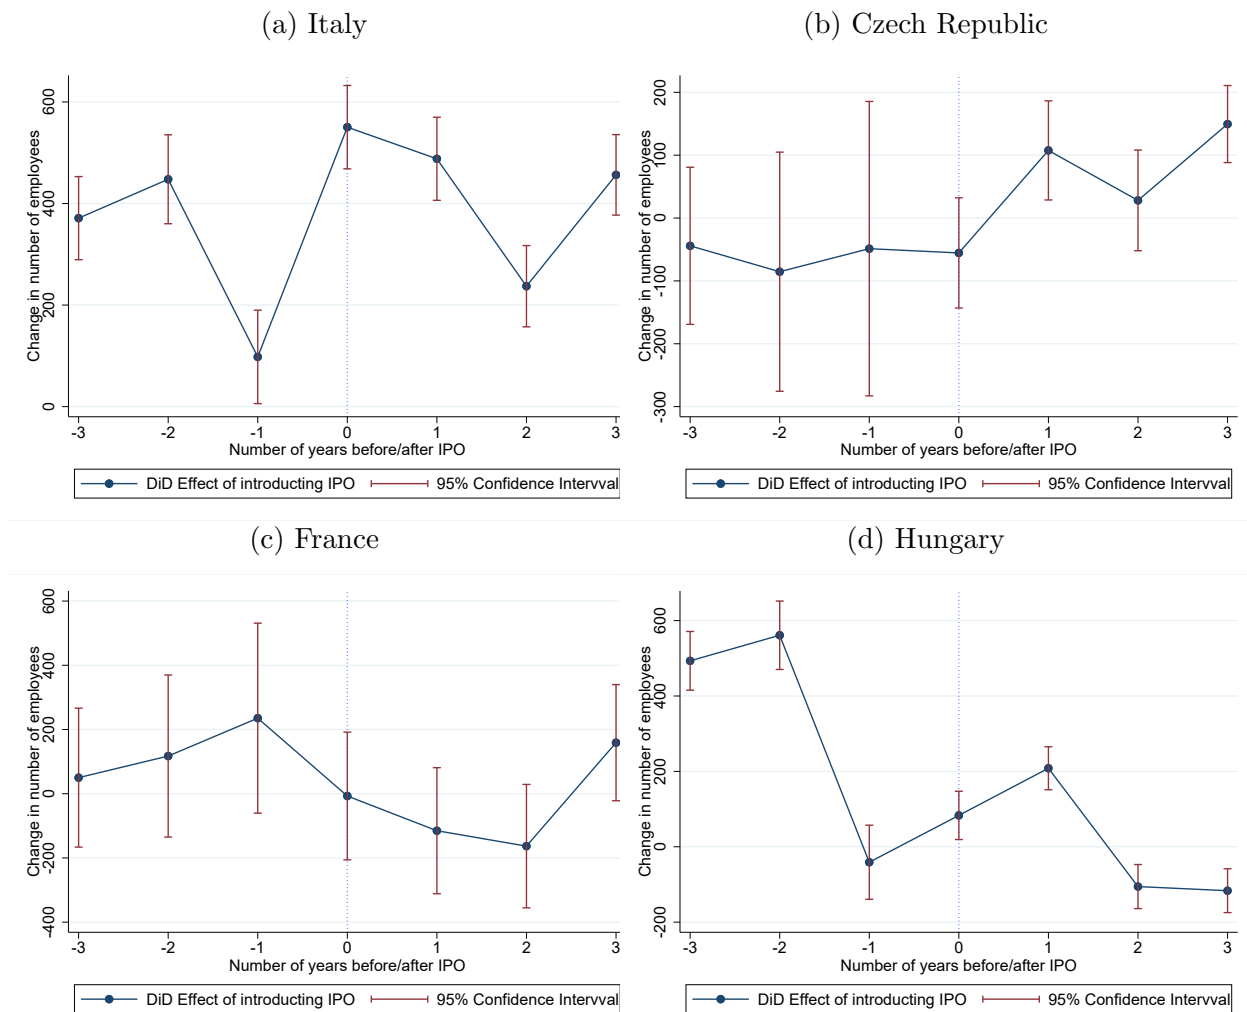 (a) Italy
Change in number of employees
600
400
200
0
-3 -2 -1 0 1 2 3
Number of years before/after IPO
DiD Effect of introducting IPO 95% Confidence Intervval
(b) Czech Republic
Change in number of employees
200
100
0
-100
-200
-300
-3 -2 -1 0 1 2 3
Number of years before/after IPO
DiD Effect of introducting IPO 95% Confidence Intervval
(c) France
Change in number of employees
600
400
200
0
-200
-400
-3 -2 -1 0 1 2 3
Number of years before/after IPO
DiD Effect of introducting IPO 95% Confidence Intervval
(d) Hungary
Change in number of employees
600
400
200
0
-200
-3 -2 -1 0 1 2 3
Number of years before/after IPO
DiD Effect of introducting IPO 95% Confidence Intervval